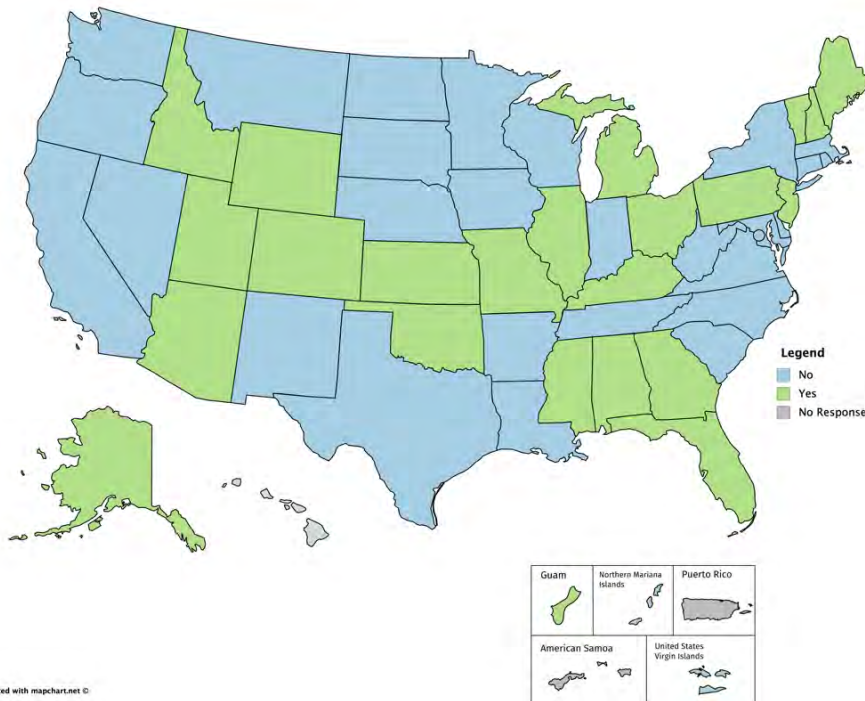 Legend
No
Yes
No Response
Guam
Northern Mariana
Islands
Puerto Rico
American Samoa
United States
Virgin Islands
ted with mapchart.net ©